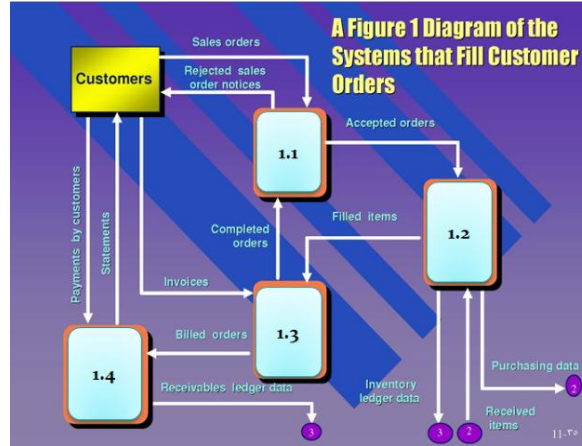 A Figure 1 Diagram of the
Systems that Fill Customer
Orders
Sales orders
Customers
Rejected sales
order notices
Accepted orders
1.1
1.2
Payments by customers
Statements
Completed
orders
Filled items
Invoices
1.3
Billed orders
1.4
Receivables ledger data
3
Inventory
ledger data
3
2
Received
items
Purchasing data
2
11-٣٥